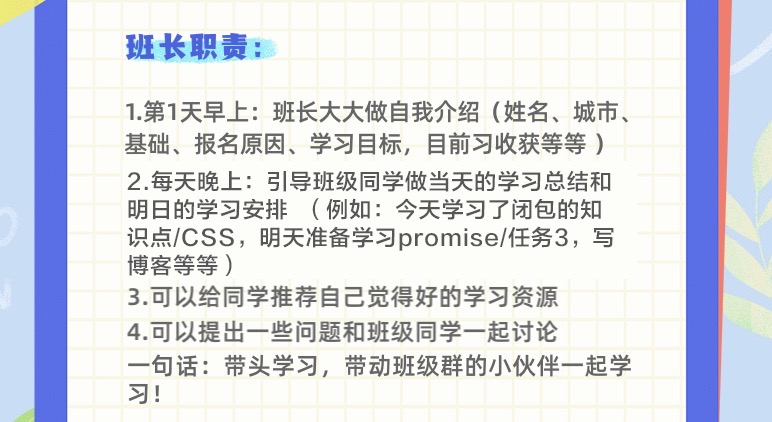 班长职责：
1.第1天早上：班长大大做自我介绍（姓名、城市、
基础、报名原因、学习目标，目前习收获等等 ）
2.每天晚上：引导班级同学做当天的学习总结和
明日的学习安排 （例如：今天学习了闭包的知
识点/CSS，明天准备学习promise/任务3，写
博客等等）
3.可以给同学推荐自己觉得好的学习资源
4.可以提出一些问题和班级同学一起讨论
一句话：带头学习，带动班级群的小伙伴一起学
习！